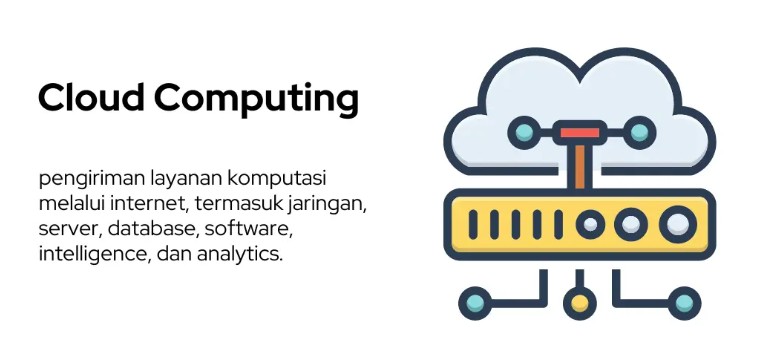 Cloud Computing
pengiriman layanan komputasi
melalui internet, termasuk jaringan,
server, database, software,
intelligence, dan analytics.